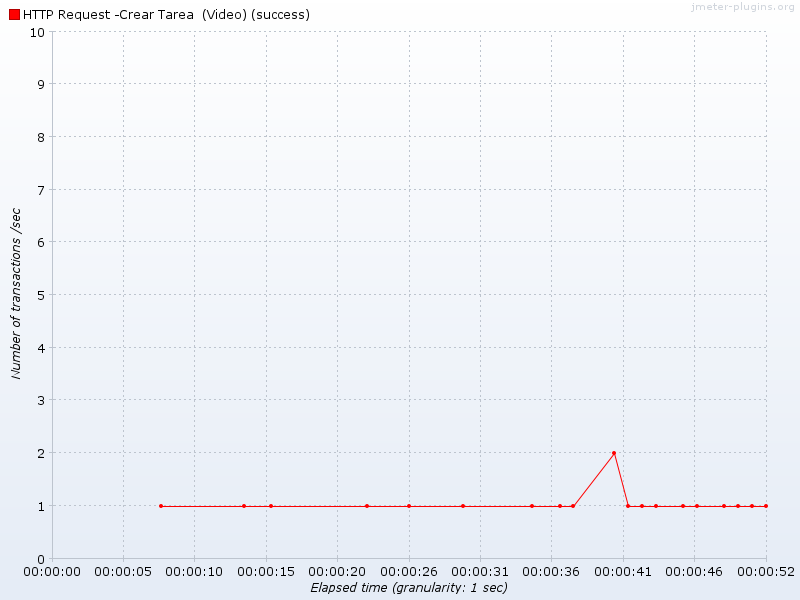 jmeter-plugins.org
HTTP Request -Crear Tarea  (Video) (success)
10
9
8
7
6
5
4
3
2
1
0
Number of transactions /sec
00:00:00 00:00:05 00:00:10 00:00:15 00:00:20 00:00:26 00:00:31 00:00:36 00:00:41 00:00:46 00:00:52
Elapsed time (granularity: 1 sec)